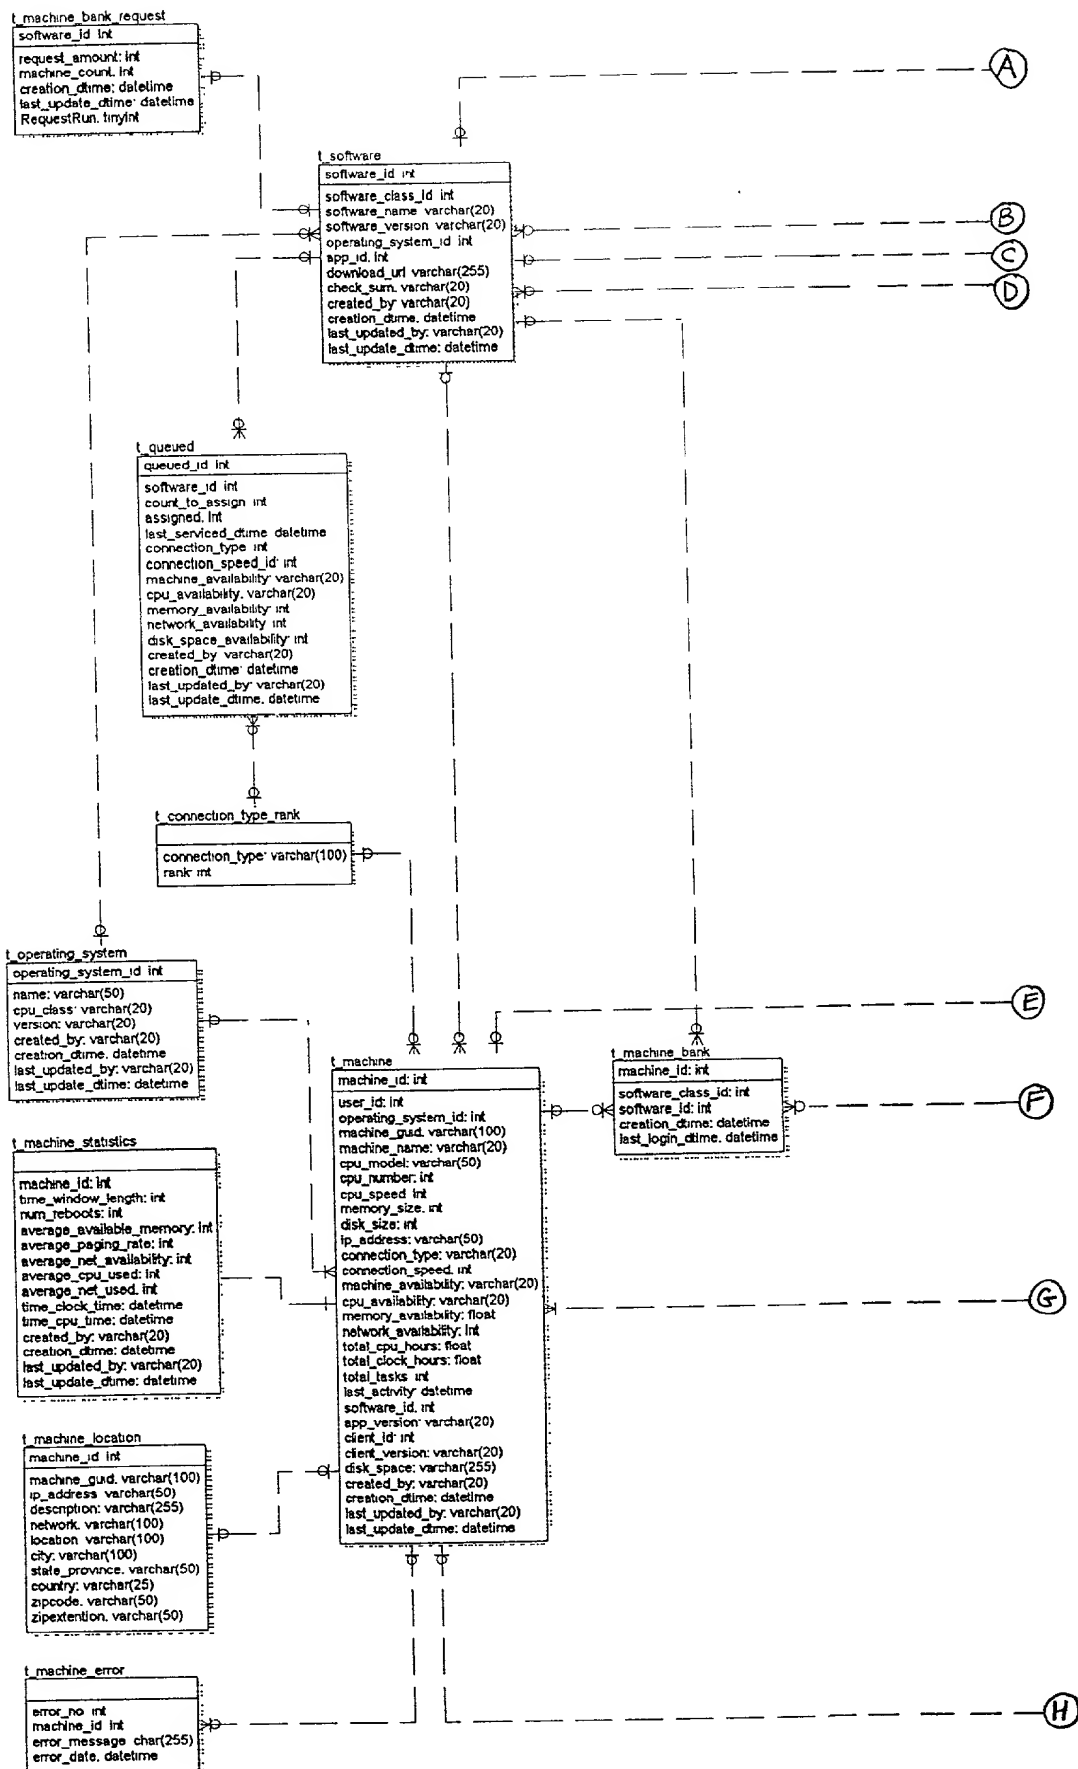 t_machine_bank_request
software_id int
request_amount: int
machine_count. int
creation_dtime: datetime
last_update_dtime: datetime
RequestRun. tinyint
A
t_software
software_id int
software_class_id int
software_name varchar(20)
software_version varchar(20)
operating_system_id int
app_id. int
download_url varchar(255)
check_sum. varchar(20)
created_by varchar(20)
creation_dtime. datetime
last_updated_by: varchar(20)
last_update_dtime: datetime
B
C
D
t_queued
queued_id int
software_id int
count_to_assign int
assigned. int
last_serviced_dtime datetime
connection_type int
connection_speed_id: int
machine_availability varchar(20)
cpu_availability. varchar(20)
memory_availability int
network_availability int
disk_space_availability int
created_by varchar(20)
creation_dtime: datetime
last_updated_by: varchar(20)
last_update_dtime. datetime
t_connection_type_rank
connection_type: varchar(100)
rank int
t_operating_system
operating_system_id int
name: varchar(50)
cpu_class: varchar(20)
version: varchar(20)
created_by: varchar(20)
creation_dtime. datetime
last_updated_by: varchar(20)
last_update_dtime: datetime
E
t_machine
machine_id: int
user_id: int
operating_system_id: int
machine_guid. varchar(100)
machine_name: varchar(20)
cpu_model: varchar(50)
cpu_number: int
cpu_speed int
memory_size. int
disk_size: int
ip_address: varchar(50)
connection_type: varchar(20)
connection_speed. int
machine_availability: varchar(20)
cpu_availability: varchar(20)
memory_availability: float
network_availability: int
total_cpu_hours: float
total_clock_hours: float
total_tasks int
last_activity datetime
software_id. int
app_version varchar(20)
client_id int
client_version: varchar(20)
disk_space: varchar(255)
created_by: varchar(20)
creation_dtime: datetime
last_updated_by: varchar(20)
last_update_dtime: datetime
t_machine_bank
machine_id: int
software_class_id: int
software_id: int
creation_dtime: datetime
last_login_dtime. datetime
F
t_machine_statistics
machine_id: int
time_window_length: int
num_reboots: int
average_available_memory: int
average_paging_rate: int
average_net_availability: int
average_cpu_used: int
average_net_used. int
time_clock_time: datetime
time_cpu_time: datetime
created_by: varchar(20)
creation_dtime: datetime
last_updated_by: varchar(20)
last_update_dtime: datetime
G
t_machine_location
machine_id int
machine_guid. varchar(100)
ip_address varchar(50)
description: varchar(255)
network. varchar(100)
location varchar(100)
city: varchar(100)
state_province. varchar(50)
country: varchar(25)
zipcode. varchar(50)
zipextention. varchar(50)
t_machine_error
error_no int
machine_id int
error_message char(255)
error_date. datetime
H